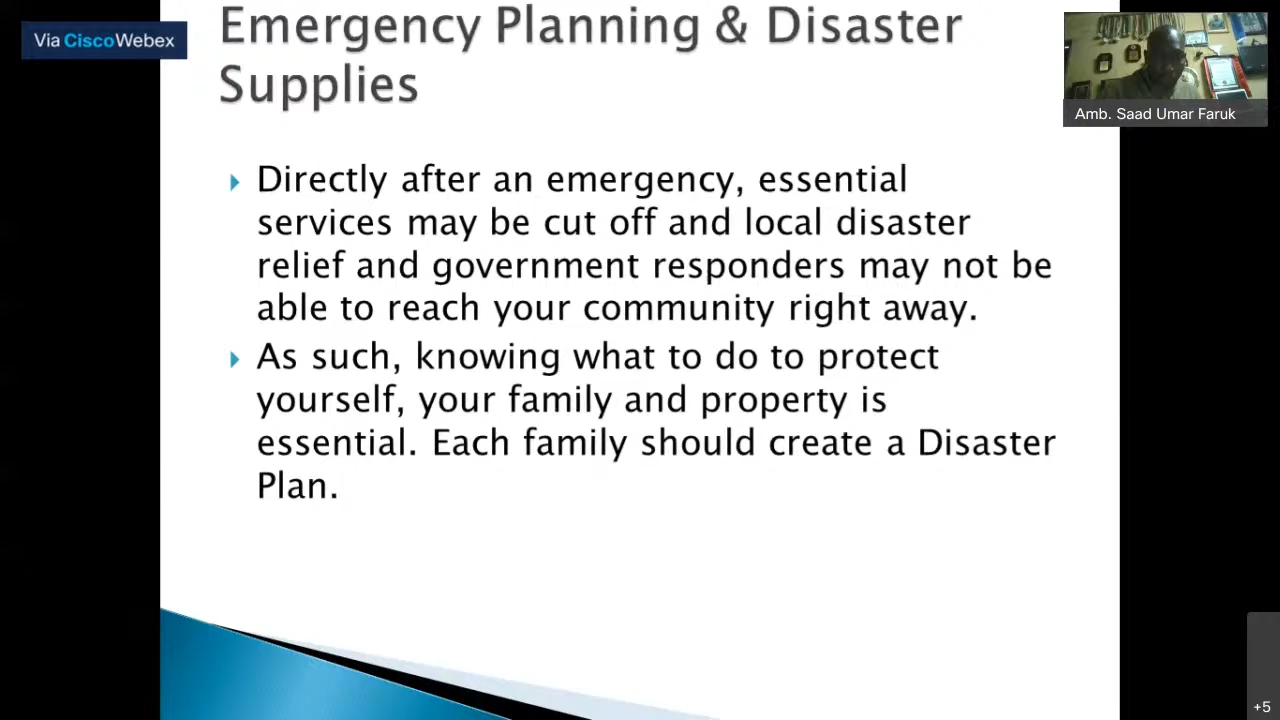 Via CiscoWebex
Emergency Planning & Disaster
Supplies
Amb. Saad Umar Faruk
Directly after an emergency, essential
services may be cut off and local disaster
relief and government responders may not be
able to reach your community right away.
As such, knowing what to do to protect
yourself, your family and property is
essential. Each family should create a Disaster
Plan.
+5